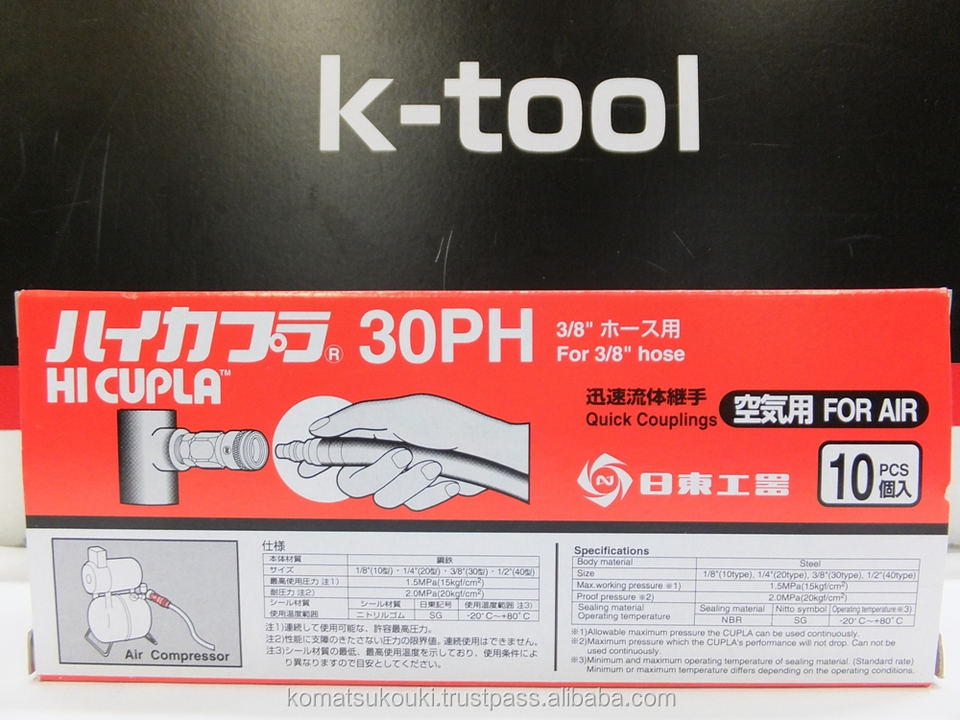 k-tool
ハイカプラ® 30PH
3/8" ホース用
For 3/8" hose
HI CUPLA™
迅速流体継手
Quick Couplings
空気用 FOR AIR
日東工器
10 PCS
個入
Air Compressor
仕様
本体材質 鋼鉄
サイズ 1/8"(10型)・1/4"(20型)・3/8"(30型)・1/2"(40型)
最高使用圧力 注1) 1.5MPa{15kgf/cm²}
耐圧力 注2) 2.0MPa{20kgf/cm²}
シール材質 シール材質 日東記号 使用温度範囲 注3)
使用温度範囲 ニトリルゴム SG -20°C~+80°C
注1)連続して使用可能な、許容最高圧力。
注2)性能に支障のきたさない圧力の限界値。連続使用はできません。
注3)シール材質の最低、最高使用温度を示しており、使用条件によ
り異なりますので目安としてください。
Specifications
Body material Steel
Size 1/8"(10type), 1/4"(20type), 3/8"(30type), 1/2"(40type)
Max.working pressure ※1) 1.5MPa{15kgf/cm²}
Proof pressure ※2) 2.0MPa{20kgf/cm²}
Sealing material Sealing material Nitto symbol Operating temperature※3)
Operating temperature NBR SG -20°C~+80°C
※1)Allowable maximum pressure the CUPLA can be used continuously.
※2)Maximum pressure which the CUPLA's performance will not drop. Can not
used continuously.
※3)Minimum and maximum operating temperature of sealing material. (Standard rate)
Minimum or maximum temperature differs depending on operating conditions.
komatsukouki.trustpass.alibaba.com